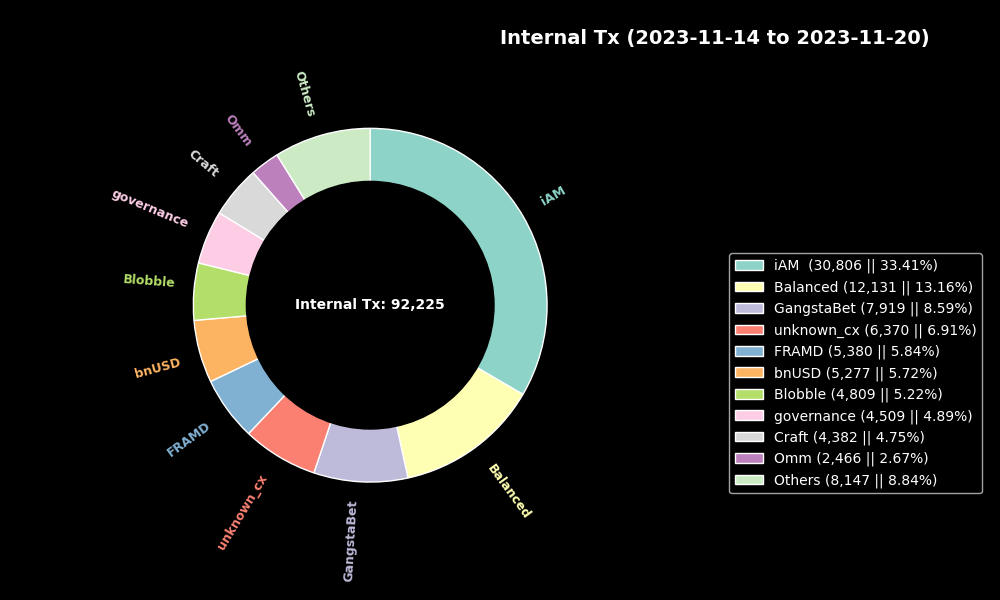 Internal Tx (2023-11-14 to 2023-11-20)
Others
Omm
Craft
governance
Blobble
bnUSD
FRAMD
unknown_cx
GangstaBet
Balanced
iAM
Internal Tx: 92,225
iAM  (30,806 || 33.41%)
Balanced (12,131 || 13.16%)
GangstaBet (7,919 || 8.59%)
unknown_cx (6,370 || 6.91%)
FRAMD (5,380 || 5.84%)
bnUSD (5,277 || 5.72%)
Blobble (4,809 || 5.22%)
governance (4,509 || 4.89%)
Craft (4,382 || 4.75%)
Omm (2,466 || 2.67%)
Others (8,147 || 8.84%)